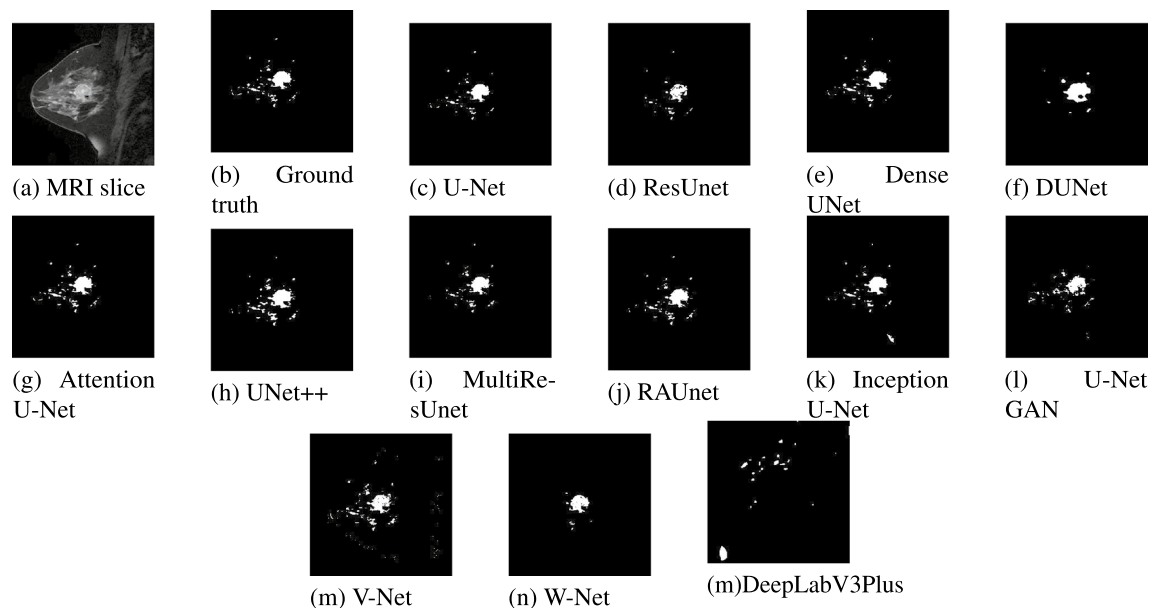 (a) MRI slice
(b) Ground
truth
(c) U-Net
(d) ResUnet
(e) Dense
UNet
(f) DUNet
(g) Attention
U-Net
(h) UNet++
(i) MultiRe-
sUnet
(j) RAUnet
(k) Inception
U-Net
(l) U-Net
GAN
(m) V-Net
(n) W-Net
(m)DeepLabV3Plus